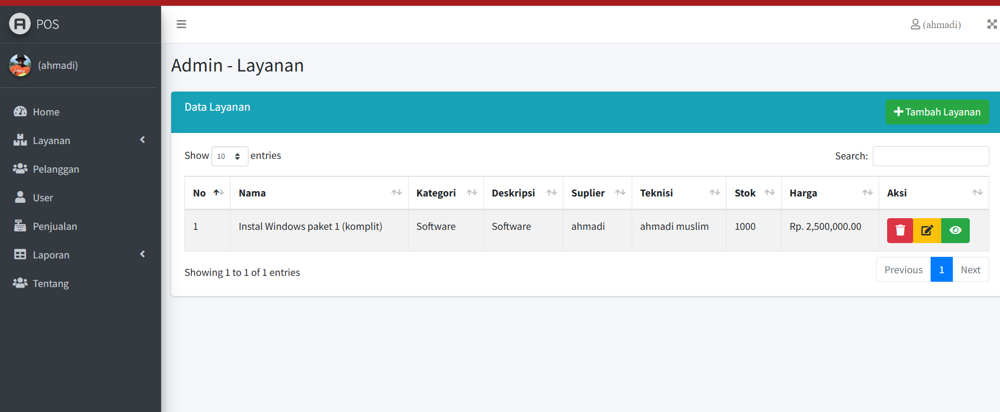 POS
(ahmadi)
(ahmadi)
Home
Layanan
Pelanggan
User
Penjualan
Laporan
Tentang
Admin - Layanan
Data Layanan
Tambah Layanan
Show 10 entries
Search:
No Nama Kategori Deskripsi Suplier Teknisi Stok Harga Aksi
1 Instal Windows paket 1 (komplit) Software Software ahmadi ahmadi muslim 1000 Rp. 2,500,000.00
Showing 1 to 1 of 1 entries
Previous 1 Next